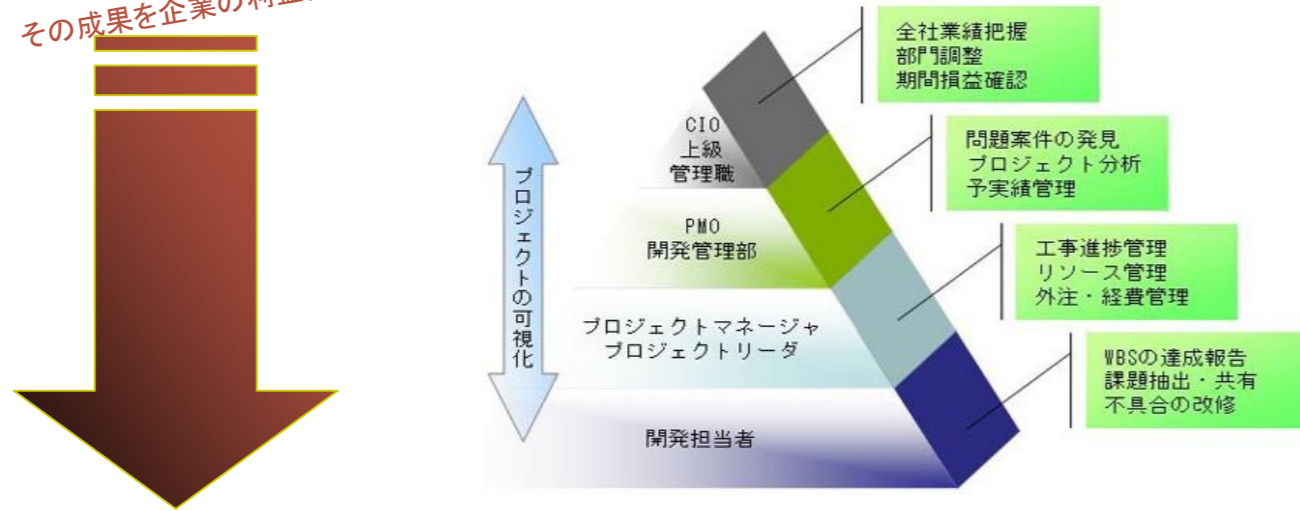 その成果を企業の利益
全社業績把握
部門調整
期間損益確認
CIO
上級
管理職
問題案件の発見
プロジェクト分析
予実績管理
プロジェクトの可視化
PMO
開発管理部
工事進捗管理
リソース管理
外注・経費管理
プロジェクトマネージャ
プロジェクトリーダ
WBSの達成報告
課題抽出・共有
不具合の改修
開発担当者